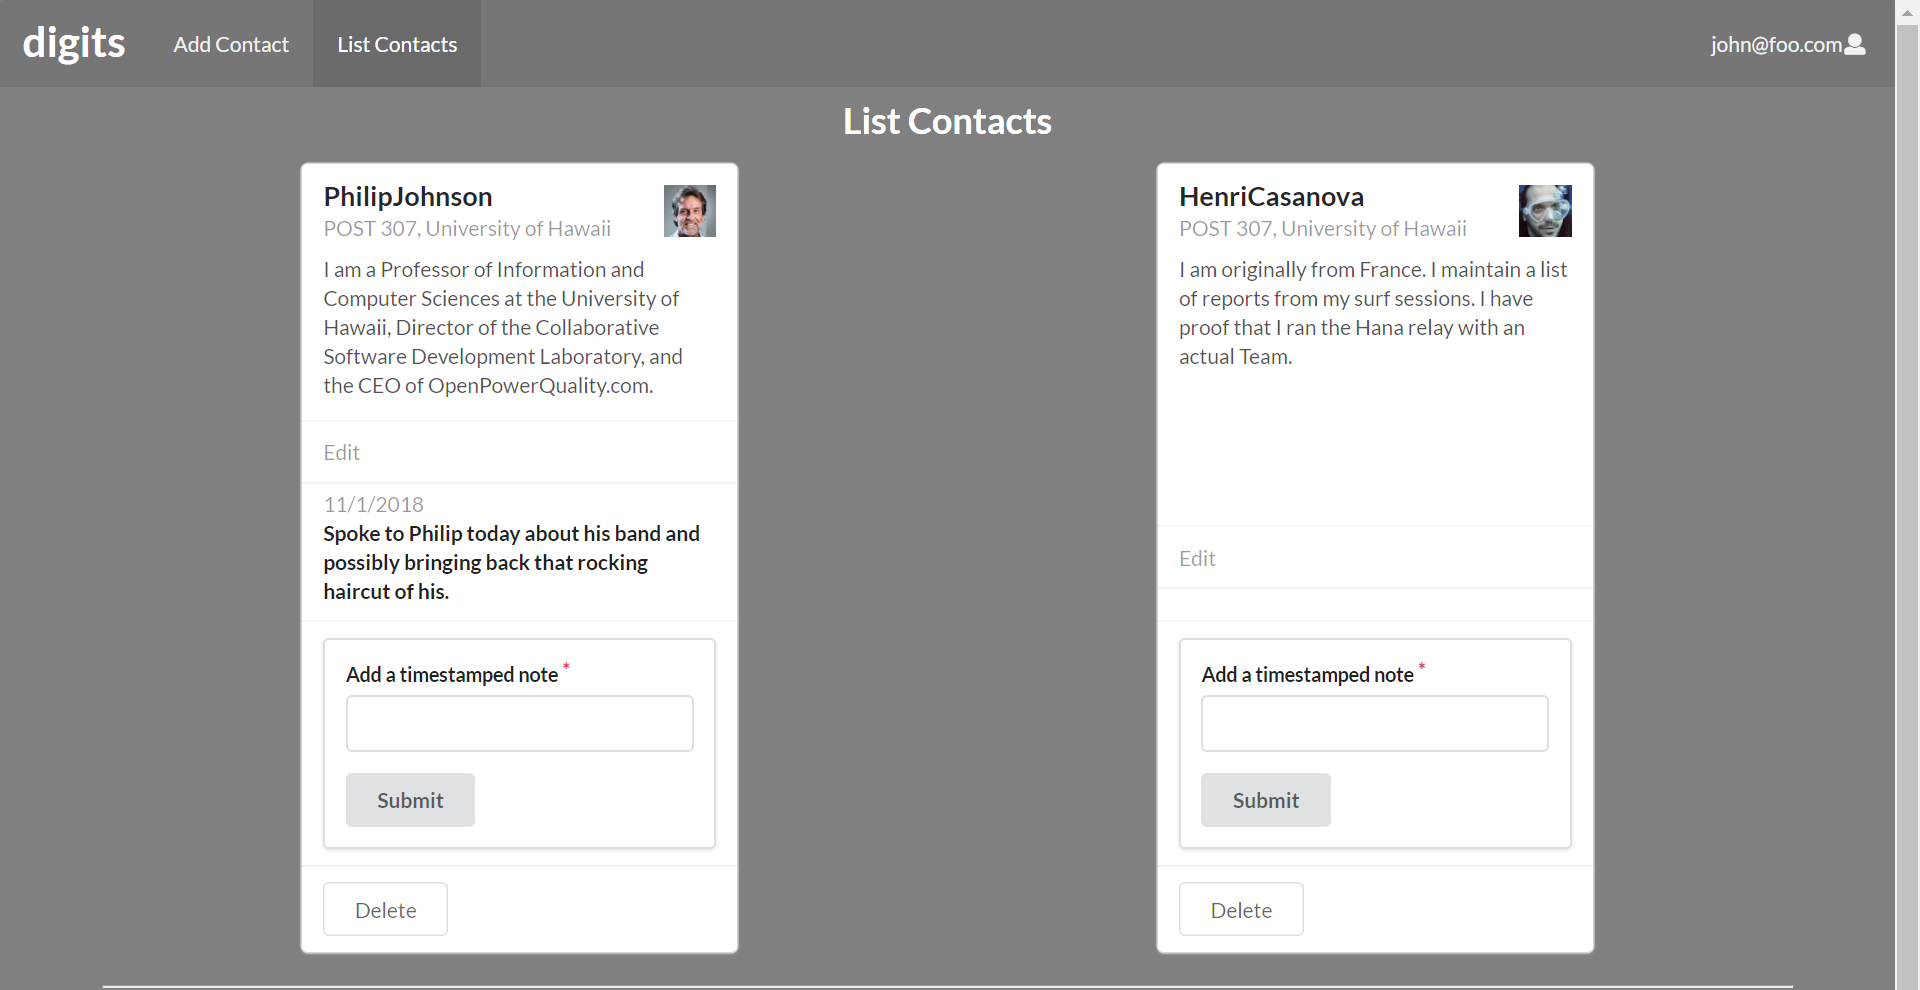 digits
Add Contact
List Contacts
john@foo.com
List Contacts
PhilipJohnson
POST 307, University of Hawaii
I am a Professor of Information and
Computer Sciences at the University of
Hawaii, Director of the Collaborative
Software Development Laboratory, and
the CEO of OpenPowerQuality.com.
Edit
11/1/2018
Spoke to Philip today about his band and
possibly bringing back that rocking
haircut of his.
Add a timestamped note *
Submit
Delete
HenriCasanova
POST 307, University of Hawaii
I am originally from France. I maintain a list
of reports from my surf sessions. I have
proof that I ran the Hana relay with an
actual Team.
Edit
Add a timestamped note *
Submit
Delete